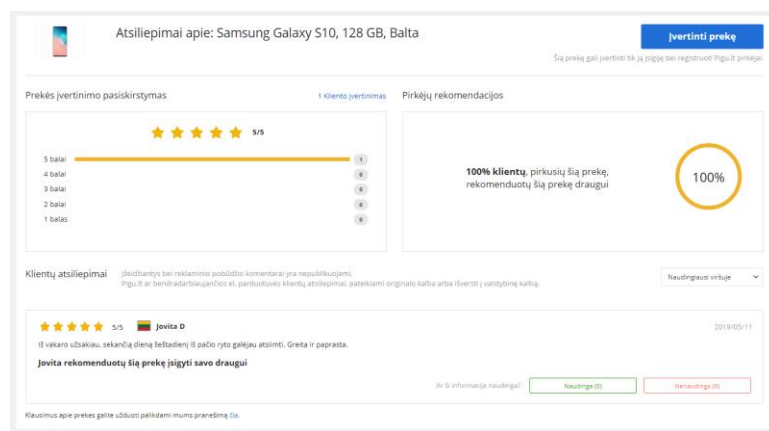 Atsiliepimai apie: Samsung Galaxy S10, 128 GB, Balta
Įvertinti prekę
Šią prekę gali įvertinti tik ją įsigiję bei registruoti Pigu.lt pirkėjai.
Prekės įvertinimo pasiskirstymas
1 Kliento įvertinimas
Pirkėjų rekomendacijos
5/5
5 balai 1
4 balai 0
3 balai 0
2 balai 0
1 balas 0
100% klientų, pirkusių šią prekę,
rekomenduotų šią prekę draugui
100%
Klientų atsiliepimai
Įžeidžiantys bei reklaminio pobūdžio komentarai yra nepublikuojami.
Pigu.lt ar bendradarbiaujančios el. parduotuvės klientų atsiliepimai, pateikiami originalo kalba arba išversti į valstybinę kalbą.
Naudingiausi viršuje
5/5 Jovita D
2019/05/11
Iš vakaro užsakiau, sekančią dieną šeštadienį iš pačio ryto galėjau atsiimti. Greita ir paprasta.
Jovita rekomenduotų šią prekę įsigyti savo draugui
Ar ši informacija naudinga?
Naudinga (0)
Nenaudinga (0)
Klausimus apie prekes galite užduoti palikdami mums pranešimą čia.